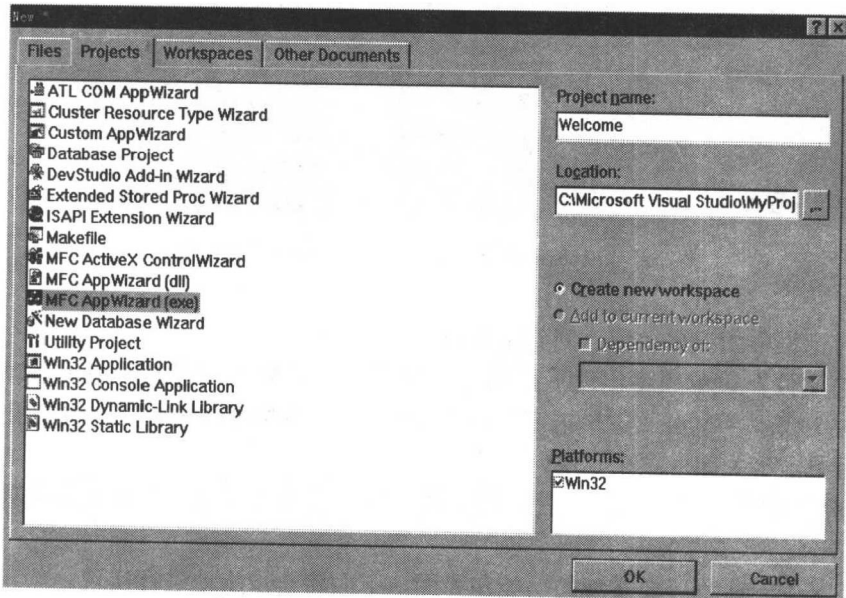 New
Files Projects Workspaces Other Documents
ATL COM AppWizard
Cluster Resource Type Wizard
Custom AppWizard
Database Project
DevStudio Add-in Wizard
Extended Stored Proc Wizard
ISAPI Extension Wizard
Makefile
MFC ActiveX ControlWizard
MFC AppWizard (dll)
MFC AppWizard (exe)
New Database Wizard
Utility Project
Win32 Application
Win32 Console Application
Win32 Dynamic-Link Library
Win32 Static Library
Project name:
Welcome
Location:
C:\Microsoft Visual Studio\MyProj
...
Create new workspace
Add to current workspace
Dependency of:
Platforms:
Win32
OK Cancel